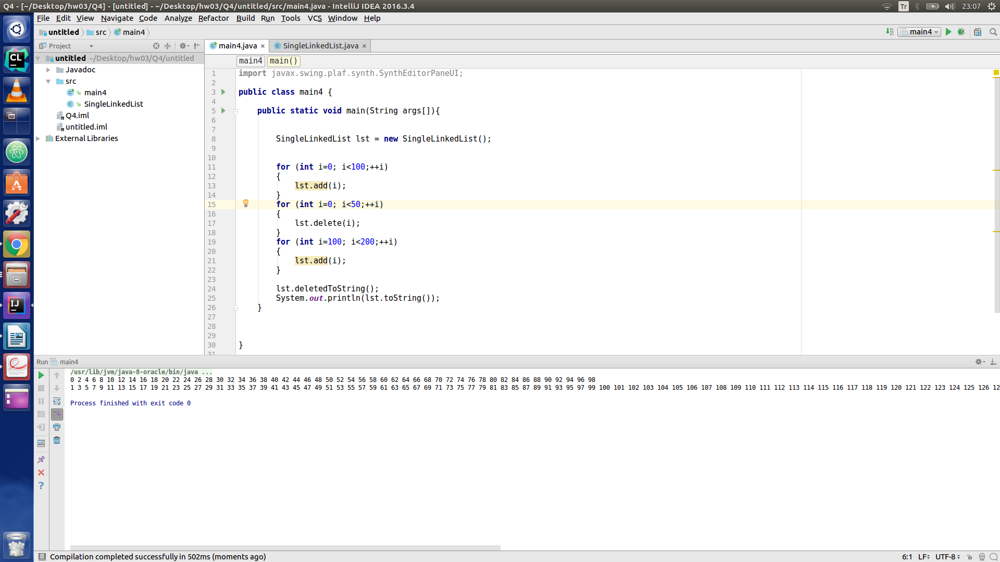 Q4 - [~/Desktop/hw03/Q4] - [untitled] - ~/Desktop/hw03/Q4/untitled/src/main4.java - IntelliJ IDEA 2016.3.4
Tr 23:07
File Edit View Navigate Code Analyze Refactor Build Run Tools VCS Window Help
untitled src main4
main4
Project
main4.java SingleLinkedList.java
untitled ~/Desktop/hw03/Q4/untitled
Javadoc
src
main4
SingleLinkedList
Q4.iml
untitled.iml
External Libraries
main4 main()
1 import javax.swing.plaf.synth.SynthEditorPaneUI;
2
3 public class main4 {
4
5 public static void main(String args[]){
6
7
8 SingleLinkedList lst = new SingleLinkedList();
9
10
11 for (int i=0; i<100;++i)
12 {
13 lst.add(i);
14 }
15 for (int i=0; i<50;++i)
16 {
17 lst.delete(i);
18 }
19 for (int i=100; i<200;++i)
20 {
21 lst.add(i);
22 }
23
24 lst.deletedToString();
25 System.out.println(lst.toString());
26 }
27
28
29
30 }
31
Run main4
/usr/lib/jvm/java-8-oracle/bin/java ...
0 2 4 6 8 10 12 14 16 18 20 22 24 26 28 30 32 34 36 38 40 42 44 46 48 50 52 54 56 58 60 62 64 66 68 70 72 74 76 78 80 82 84 86 88 90 92 94 96 98
1 3 5 7 9 11 13 15 17 19 21 23 25 27 29 31 33 35 37 39 41 43 45 47 49 51 53 55 57 59 61 63 65 67 69 71 73 75 77 79 81 83 85 87 89 91 93 95 97 99 100 101 102 103 104 105 106 107 108 109 110 111 112 113 114 115 116 117 118 119 120 121 122 123 124 125 126 12
Process finished with exit code 0
CL
A
IJ
Compilation completed successfully in 502ms (moments ago)
6:1 LF UTF-8